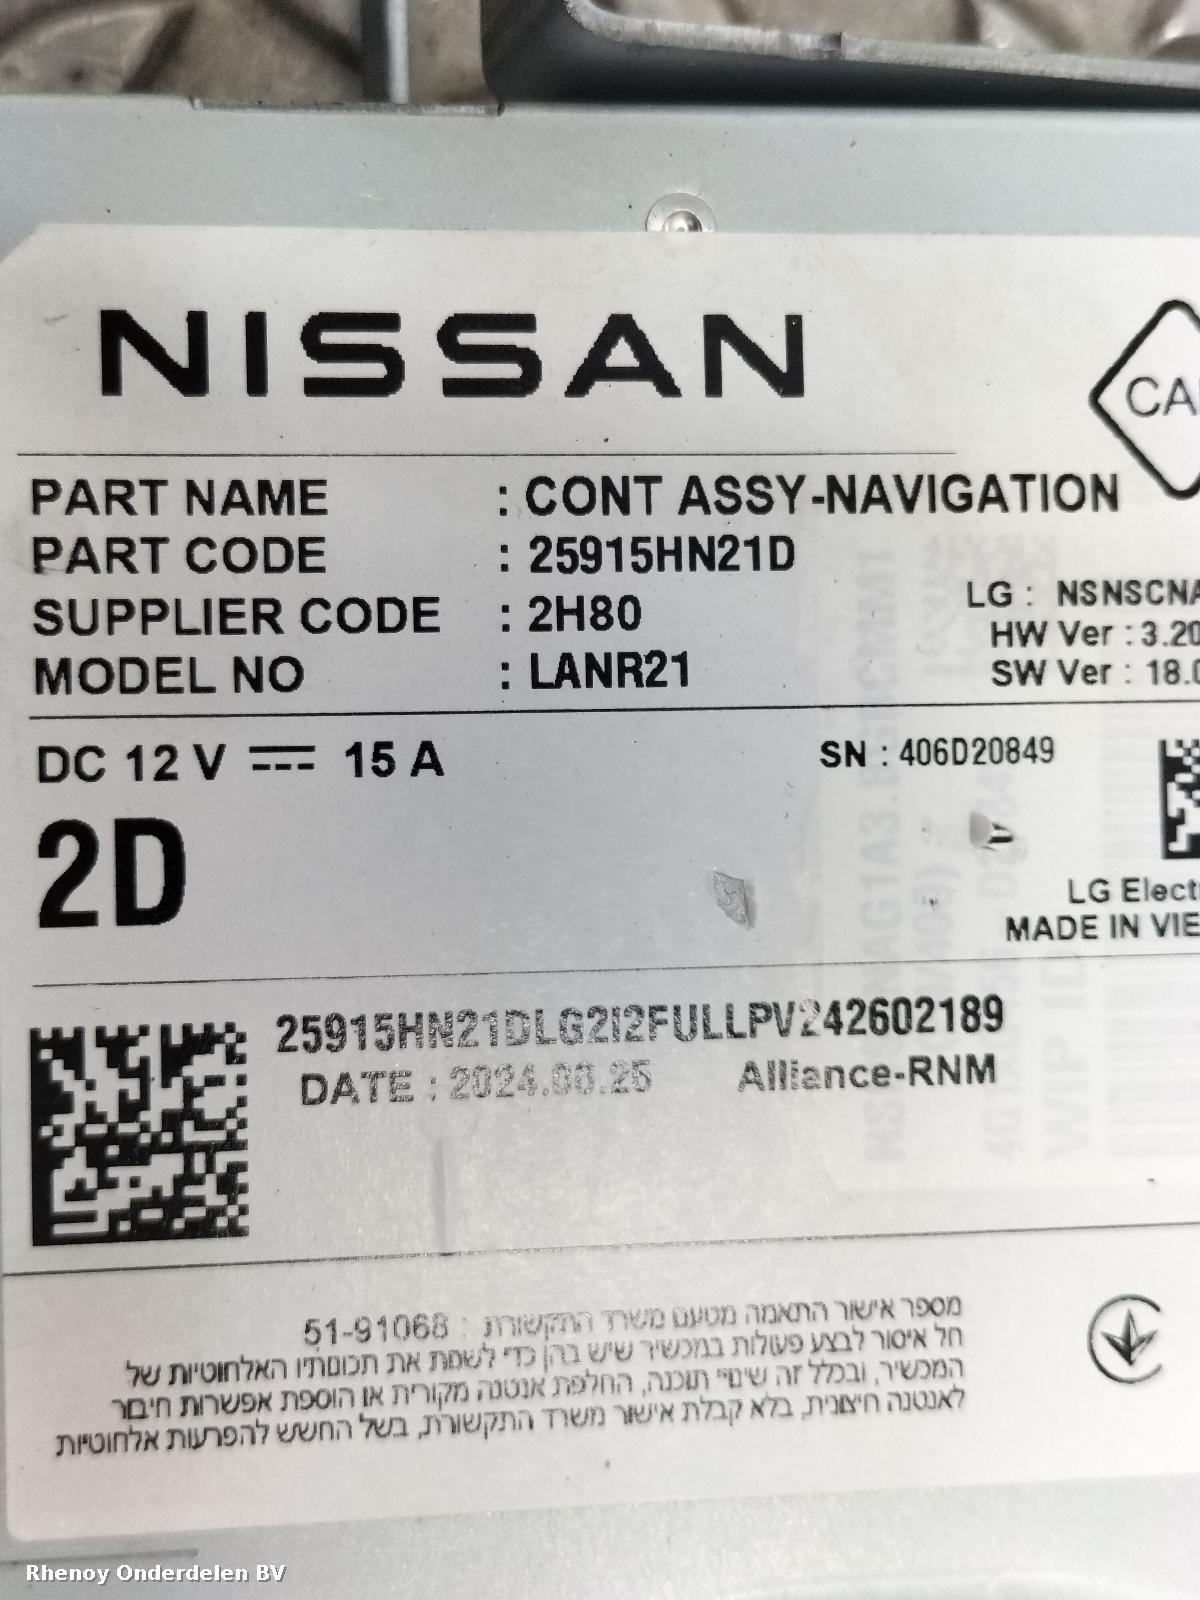 NISSAN
CA
PART NAME : CONT ASSY-NAVIGATION
PART CODE : 25915HN21D
SUPPLIER CODE : 2H80
MODEL NO : LANR21
LG : NSNSCNA
HW Ver : 3.20
SW Ver : 18.0
DC 12 V 15 A
SN : 406D20849
2D
LG Elect
MADE IN VIE
25915HN21DLG2I2FULLPV242602189
DATE : Alliance-RNM
מספר אישור התאמה מטעם משרד התקשורת : 51-91068
חל איסור לבצע פעולות במכשיר שיש בהן כדי לשנות את תכונותיו האלחוטיות של
המכשיר, ובכלל זה שינויי תוכנה, החלפת אנטנה מקורית או הוספת אפשרות חיבור
לאנטנה חיצונית, בלא קבלת אישור משרד התקשורת, בשל החשש להפרעות אלחוטיות
Rhenoy Onderdelen BV